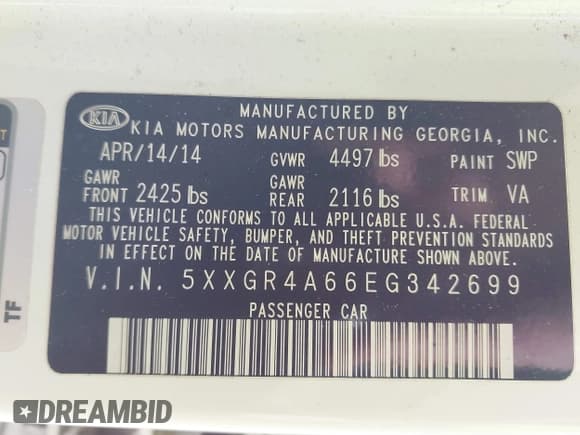 KIA
MANUFACTURED BY
KIA MOTORS MANUFACTURING GEORGIA, INC.
APR/14/14 GVWR 4497 lbs PAINT SWP
GAWR FRONT 2425 lbs GAWR REAR 2116 lbs TRIM VA
THIS VEHICLE CONFORMS TO ALL APPLICABLE U.S.A. FEDERAL
MOTOR VEHICLE SAFETY, BUMPER, AND THEFT PREVENTION STANDARDS
IN EFFECT ON THE DATE OF MANUFACTURE SHOWN ABOVE.
V.I.N. 5XXGR4A66EG342699
PASSENGER CAR
TF
DREAMBID